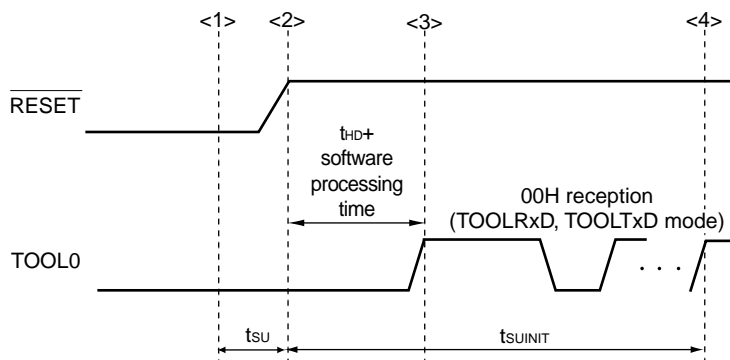 <1> <2> <3> <4>
RESET
tHD+
software
processing
time
00H reception
(TOOLRxD, TOOLTxD mode)
TOOL0
. . .
tSU
tSUINIT